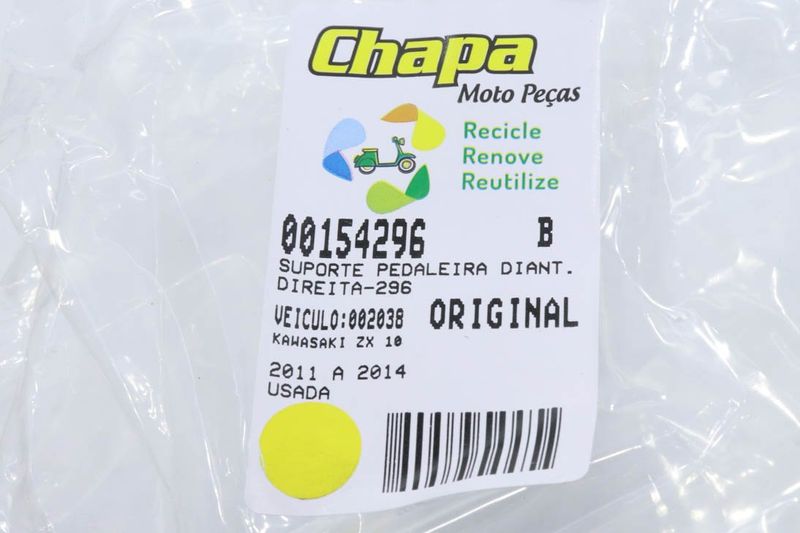 Chapa
Moto Peças
Recicle
Renove
Reutilize
00154296 B
SUPORTE PEDALEIRA DIANT.
DIREITA-296
VEICULO:002038 ORIGINAL
KAWASAKI ZX 10
2011 A 2014
USADA